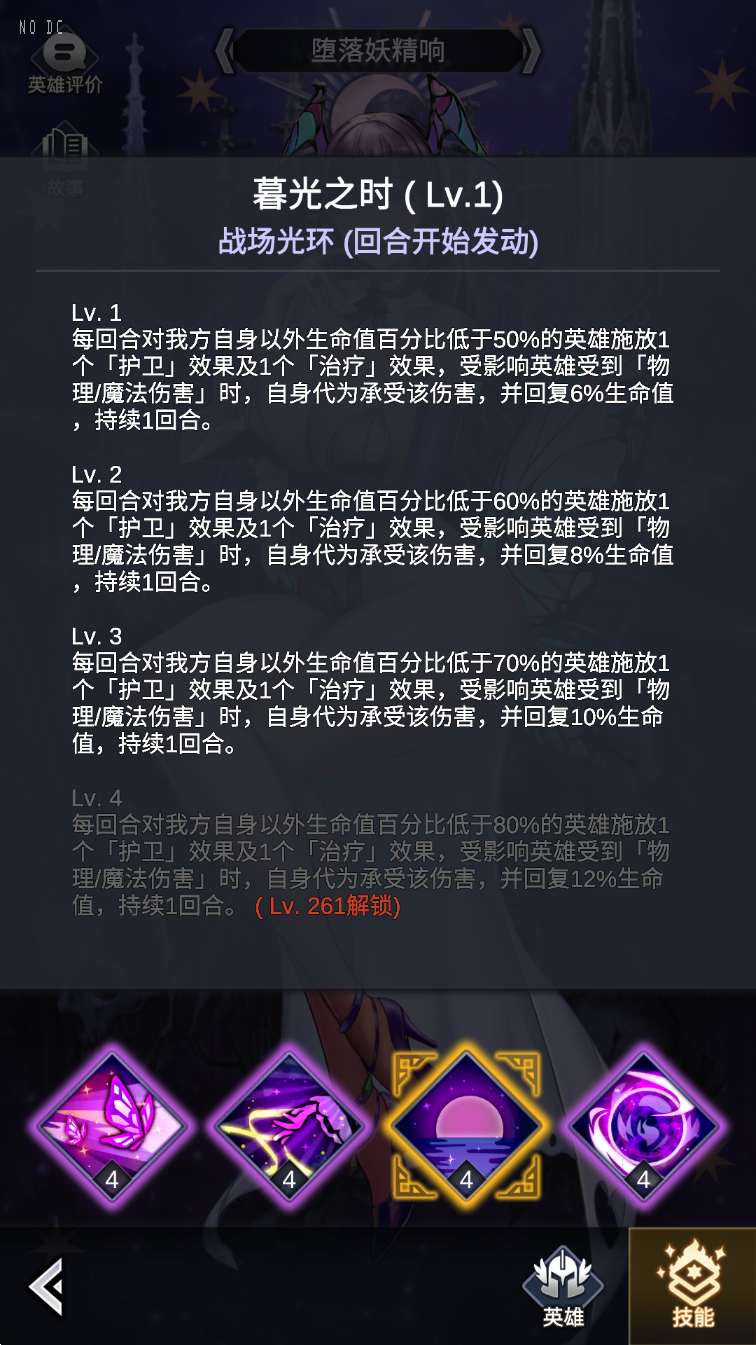 NO DC
英雄评价
堕落妖精响
故事
暮光之时 ( Lv.1)
战场光环 (回合开始发动)
Lv. 1
每回合对我方自身以外生命值百分比低于50%的英雄施放1
个「护卫」效果及1个「治疗」效果，受影响英雄受到「物
理/魔法伤害」时，自身代为承受该伤害，并回复6%生命值
，持续1回合。
Lv. 2
每回合对我方自身以外生命值百分比低于60%的英雄施放1
个「护卫」效果及1个「治疗」效果，受影响英雄受到「物
理/魔法伤害」时，自身代为承受该伤害，并回复8%生命值
，持续1回合。
Lv. 3
每回合对我方自身以外生命值百分比低于70%的英雄施放1
个「护卫」效果及1个「治疗」效果，受影响英雄受到「物
理/魔法伤害」时，自身代为承受该伤害，并回复10%生命
值，持续1回合。
Lv. 4
每回合对我方自身以外生命值百分比低于80%的英雄施放1
个「护卫」效果及1个「治疗」效果，受影响英雄受到「物
理/魔法伤害」时，自身代为承受该伤害，并回复12%生命
值，持续1回合。 ( Lv. 261解锁)
4 4 4 4
英雄 技能